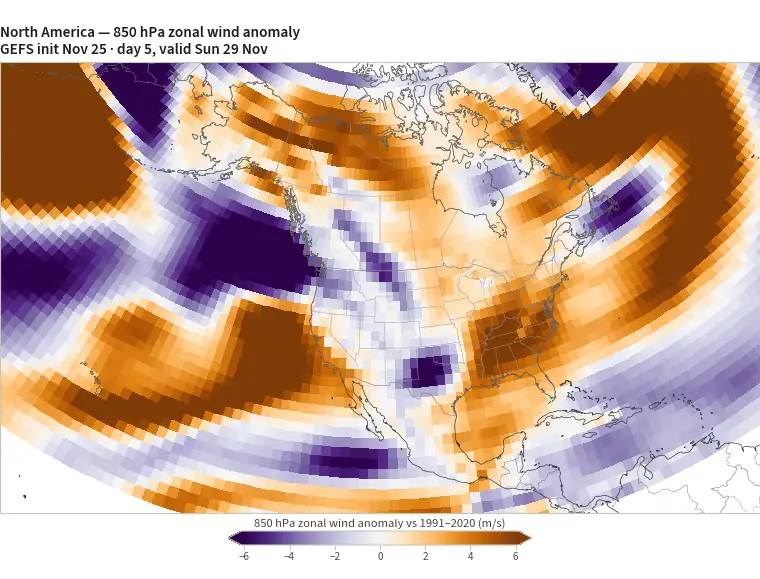 North America — 850 hPa zonal wind anomaly
GEFS init Nov 25 · day 5, valid Sun 29 Nov
850 hPa zonal wind anomaly vs 1991–2020 (m/s)
−6 −4 −2 0 2 4 6